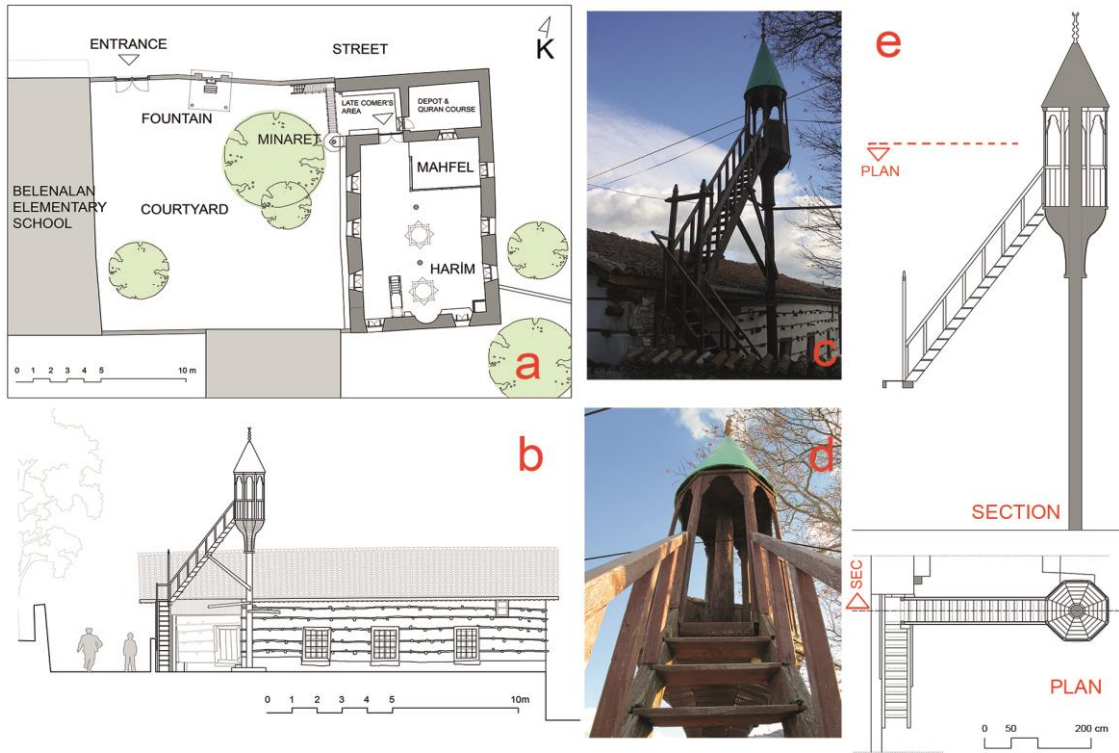 ENTRANCE
STREET
K
FOUNTAIN
LATE COMER'S
AREA
DEPOT &
QURAN COURSE
MINARET
MAHFEL
BELENALAN
ELEMENTARY
SCHOOL
COURTYARD
HARİM
a
0 1 2 3 4 5 10 m
b
0 1 2 3 4 5 10m
c
d
e
PLAN
SECTION
SEC
PLAN
0 50 200 cm